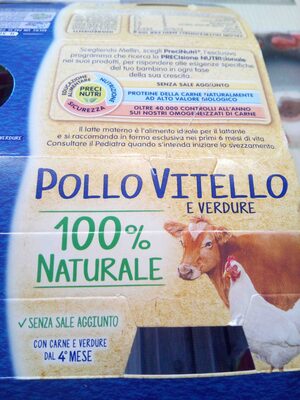 Scegliendo Mellin, scegli PreciNutri®, l'esclusivo
programma che ricerca la PRECisione NUTRIzionale
nei suoi prodotti, per rispondere alle esigenze specifiche
del tuo bambino in ogni fase
della sua crescita.
EDUCAZIONE ALIMENTARE
NUTRIZIONE
SICUREZZA
PRECI
NUTRI
SENZA SALE AGGIUNTO
PROTEINE DELLA CARNE NATURALMENTE
AD ALTO VALORE BIOLOGICO
OLTRE 40.000 CONTROLLI ALL'ANNO
SUI NOSTRI OMOGENEIZZATI DI CARNE
Il latte materno è l'alimento ideale per il lattante
e si raccomanda in forma esclusiva nei primi 6 mesi di vita.
Consultare il Pediatra quando s'intenda iniziare lo svezzamento.
VERDURE
POLLO VITELLO
E VERDURE
100%
NATURALE
✓ SENZA SALE AGGIUNTO
CON CARNE E VERDURE
DAL 4° MESE